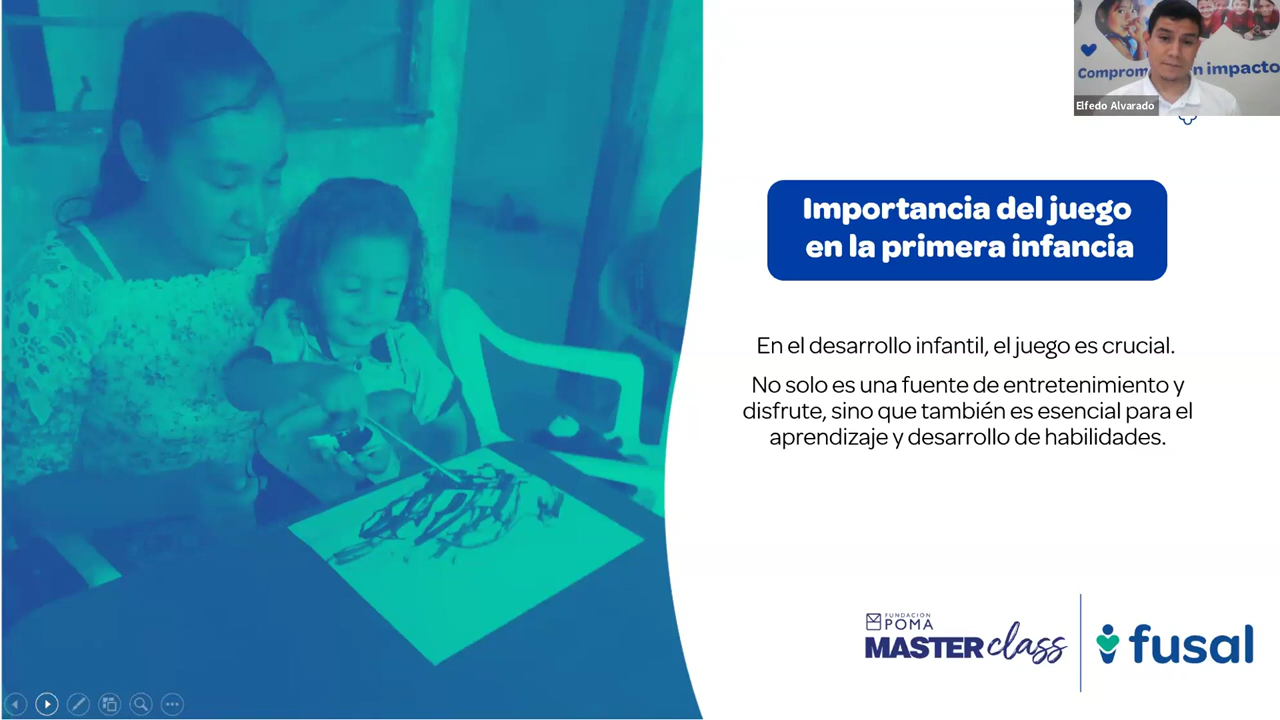 Comprom n impacto
Elfedo Alvarado
Importancia del juego
en la primera infancia
En el desarrollo infantil, el juego es crucial.
No solo es una fuente de entretenimiento y
disfrute, sino que también es esencial para el
aprendizaje y desarrollo de habilidades.
FUNDACIÓN
POMA
MASTER class
fusal